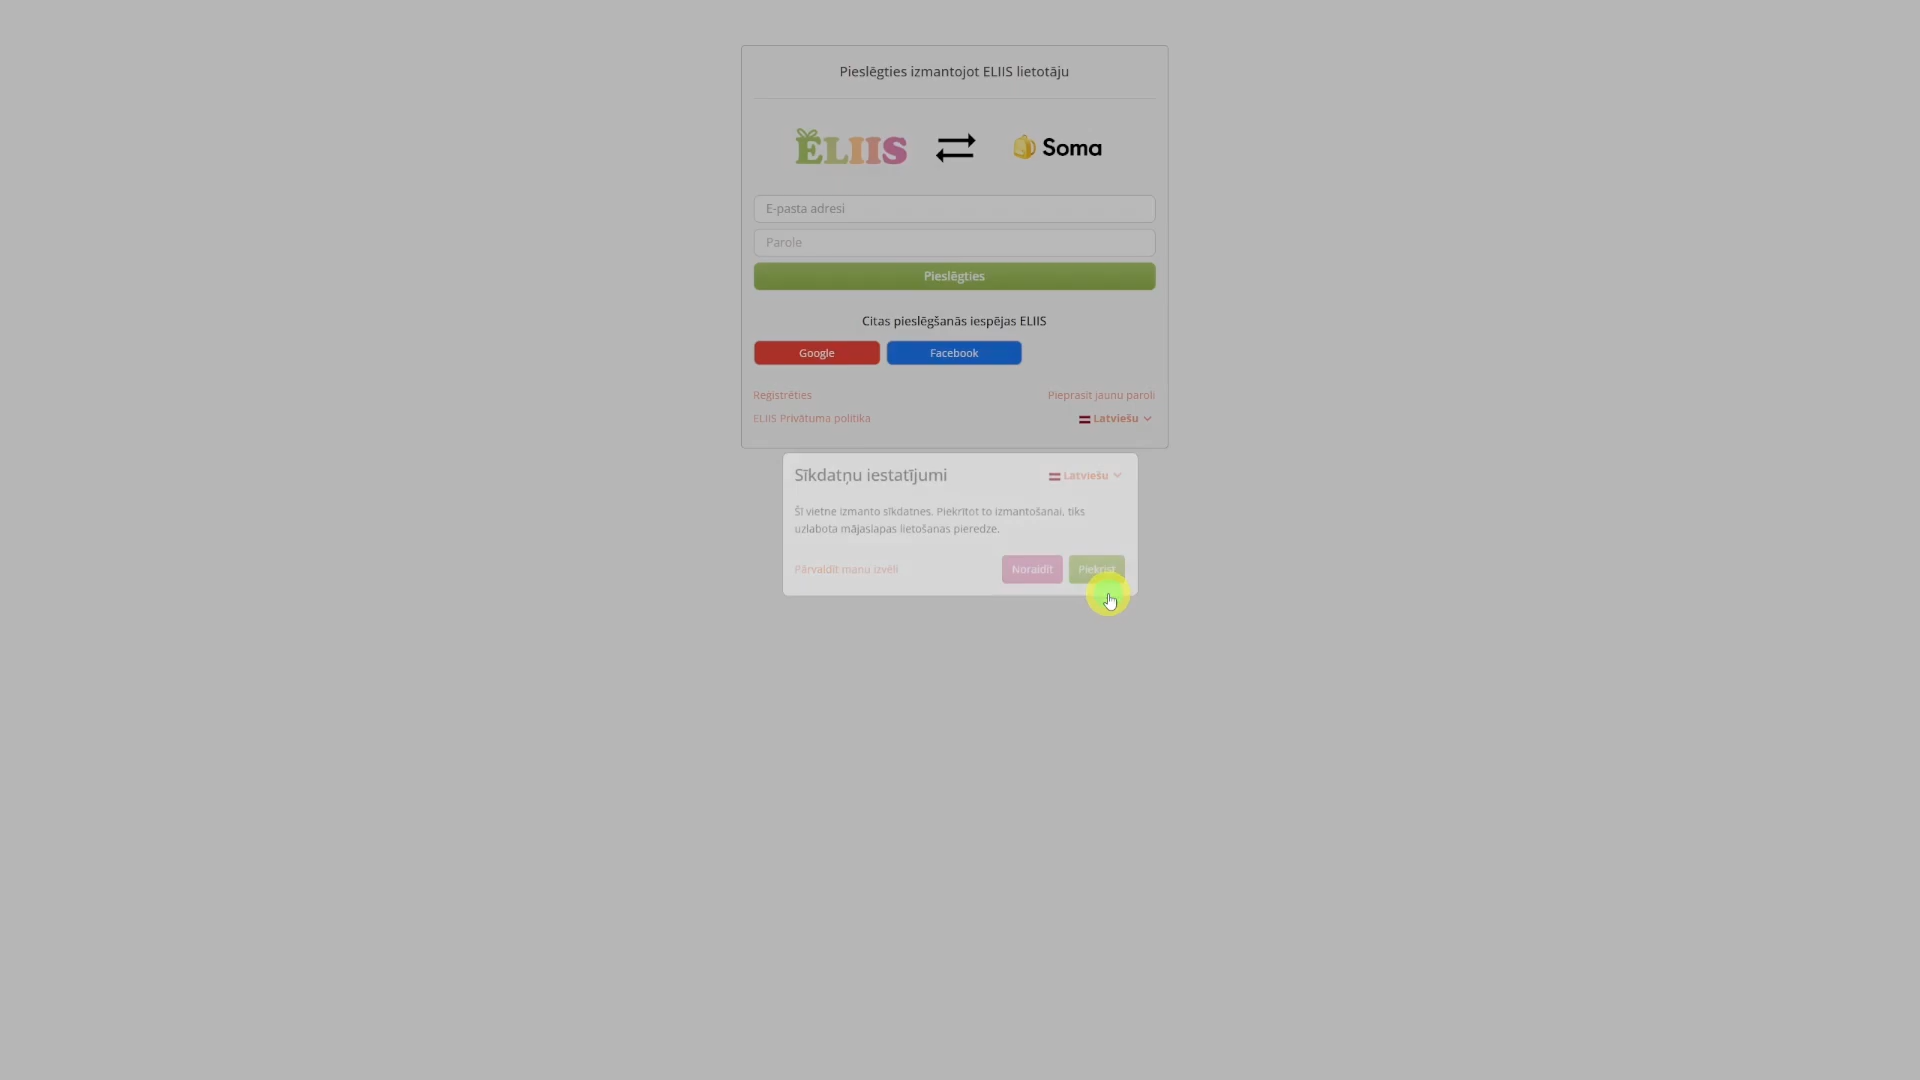 Pieslēgties izmantojot ELIIS lietotāju
ELIIS
Soma
E-pasta adresi
Parole
Pieslēgties
Citas pieslēgšanās iespējas ELIIS
Google
Facebook
Reģistrēties
Pieprasīt jaunu paroli
ELIIS Privātuma politika
Latviešu
Sīkdatņu iestatījumi
Latviešu
Šī vietne izmanto sīkdatnes. Piekrītot to izmantošanai, tiks
uzlabota mājaslapas lietošanas pieredze.
Pārvaldīt manu izvēli
Noraidīt
Piekrist